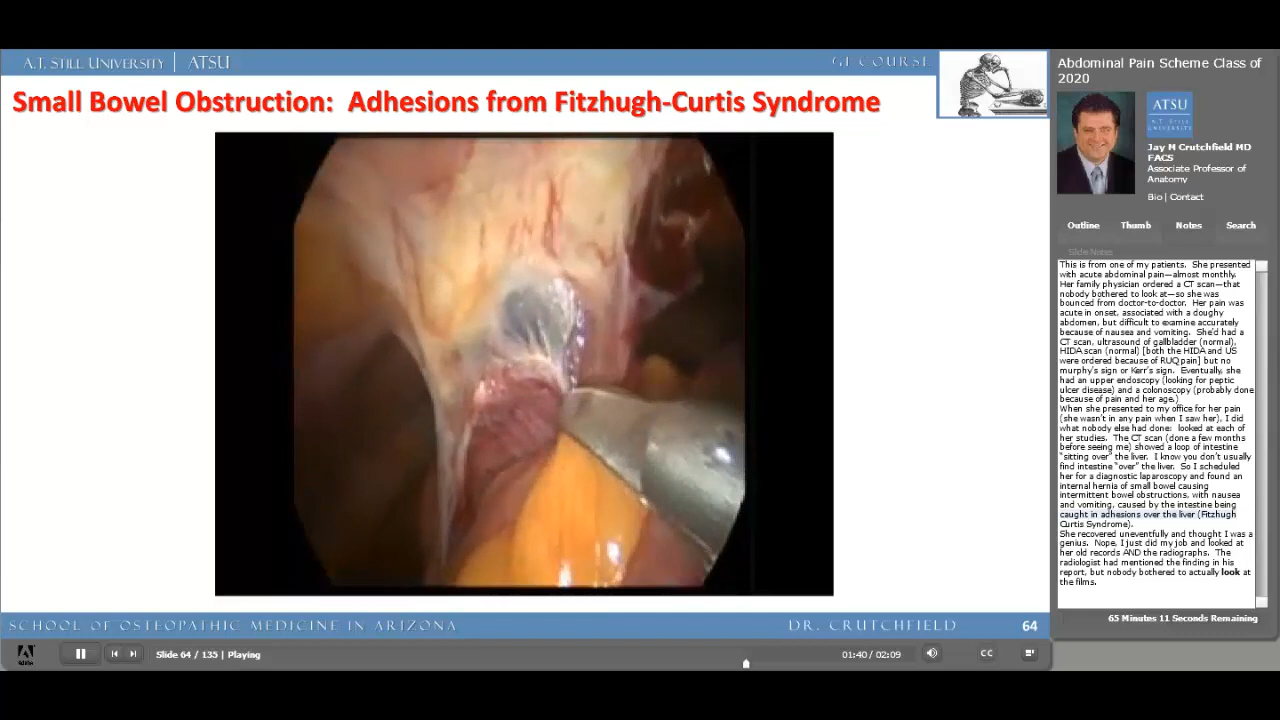 A.T. STILL UNIVERSITY | ATSU
GI COURSE
Small Bowel Obstruction: Adhesions from Fitzhugh-Curtis Syndrome
SCHOOL OF OSTEOPATHIC MEDICINE IN ARIZONA
DR. CRUTCHFIELD
64
Abdominal Pain Scheme Class of
2020
ATSU
A.T. STILL
UNIVERSITY
Jay M Crutchfield MD
FACS
Associate Professor of
Anatomy
Bio | Contact
Outline
Thumb
Notes
Search
Slide Notes
This is from one of my patients. She presented
with acute abdominal pain—almost monthly.
Her family physician ordered a CT scan—that
nobody bothered to look at—so she was
bounced from doctor-to-doctor. Her pain was
acute in onset, associated with a doughy
abdomen, but difficult to examine accurately
because of nausea and vomiting. She'd had a
CT scan, ultrasound of gallbladder (normal),
HIDA scan (normal) [both the HIDA and US
were ordered because of RUQ pain] but no
murphy's sign or Kerr's sign. Eventually, she
had an upper endoscopy (looking for peptic
ulcer disease) and a colonoscopy (probably done
because of pain and her age.)
When she presented to my office for her pain
(she wasn't in any pain when I saw her), I did
what nobody else had done: looked at each of
her studies. The CT scan (done a few months
before seeing me) showed a loop of intestine
"sitting over" the liver. I know you don't usually
find intestine "over" the liver. So I scheduled
her for a diagnostic laparoscopy and found an
internal hernia of small bowel causing
intermittent bowel obstructions, with nausea
and vomiting, caused by the intestine being
caught in adhesions over the liver (Fitzhugh
Curtis Syndrome).
She recovered uneventfully and thought I was a
genius. Nope, I just did my job and looked at
her old records AND the radiographs. The
radiologist had mentioned the finding in his
report, but nobody bothered to actually look at
the films.
65 Minutes 11 Seconds Remaining
Slide 64 / 135 | Playing
01:40 / 02:09
CC